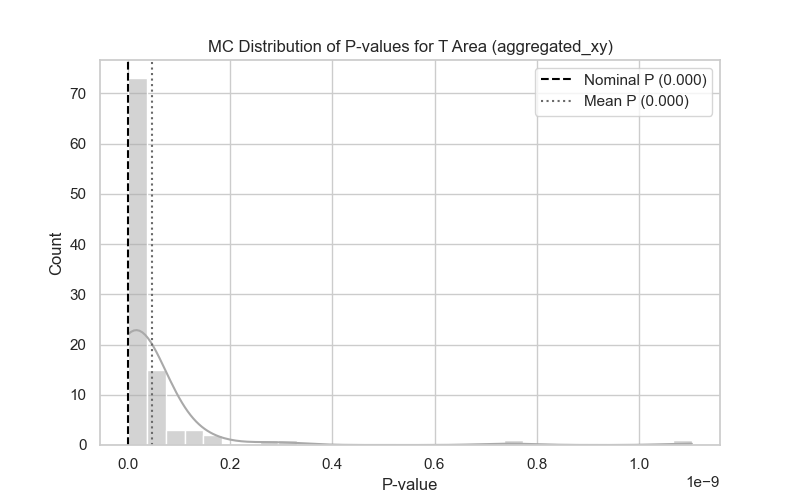 MC Distribution of P-values for T Area (aggregated_xy)
Nominal P (0.000)
Mean P (0.000)
Count
70
60
50
40
30
20
10
0
0.0 0.2 0.4 0.6 0.8 1.0
1e−9
P-value